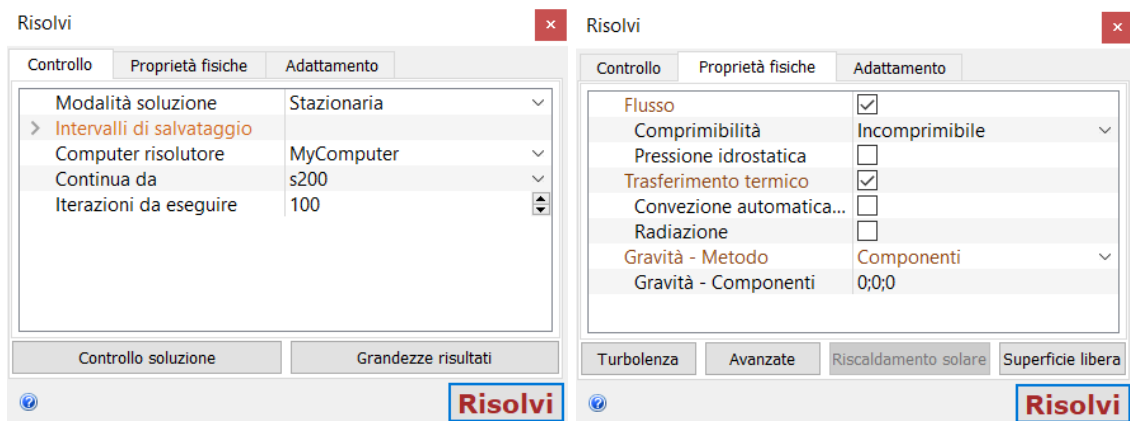 Risolvi
×
Controllo Proprietà fisiche Adattamento
Modalità soluzione Stazionaria
Intervalli di salvataggio
Computer risolutore MyComputer
Continua da s200
Iterazioni da eseguire 100
Controllo soluzione Grandezze risultati
Risolvi
Risolvi
×
Controllo Proprietà fisiche Adattamento
Flusso
Comprimibilità Incomprimibile
Pressione idrostatica
Trasferimento termico
Convezione automatica...
Radiazione
Gravità - Metodo Componenti
Gravità - Componenti 0;0;0
Turbolenza Avanzate Riscaldamento solare Superficie libera
Risolvi